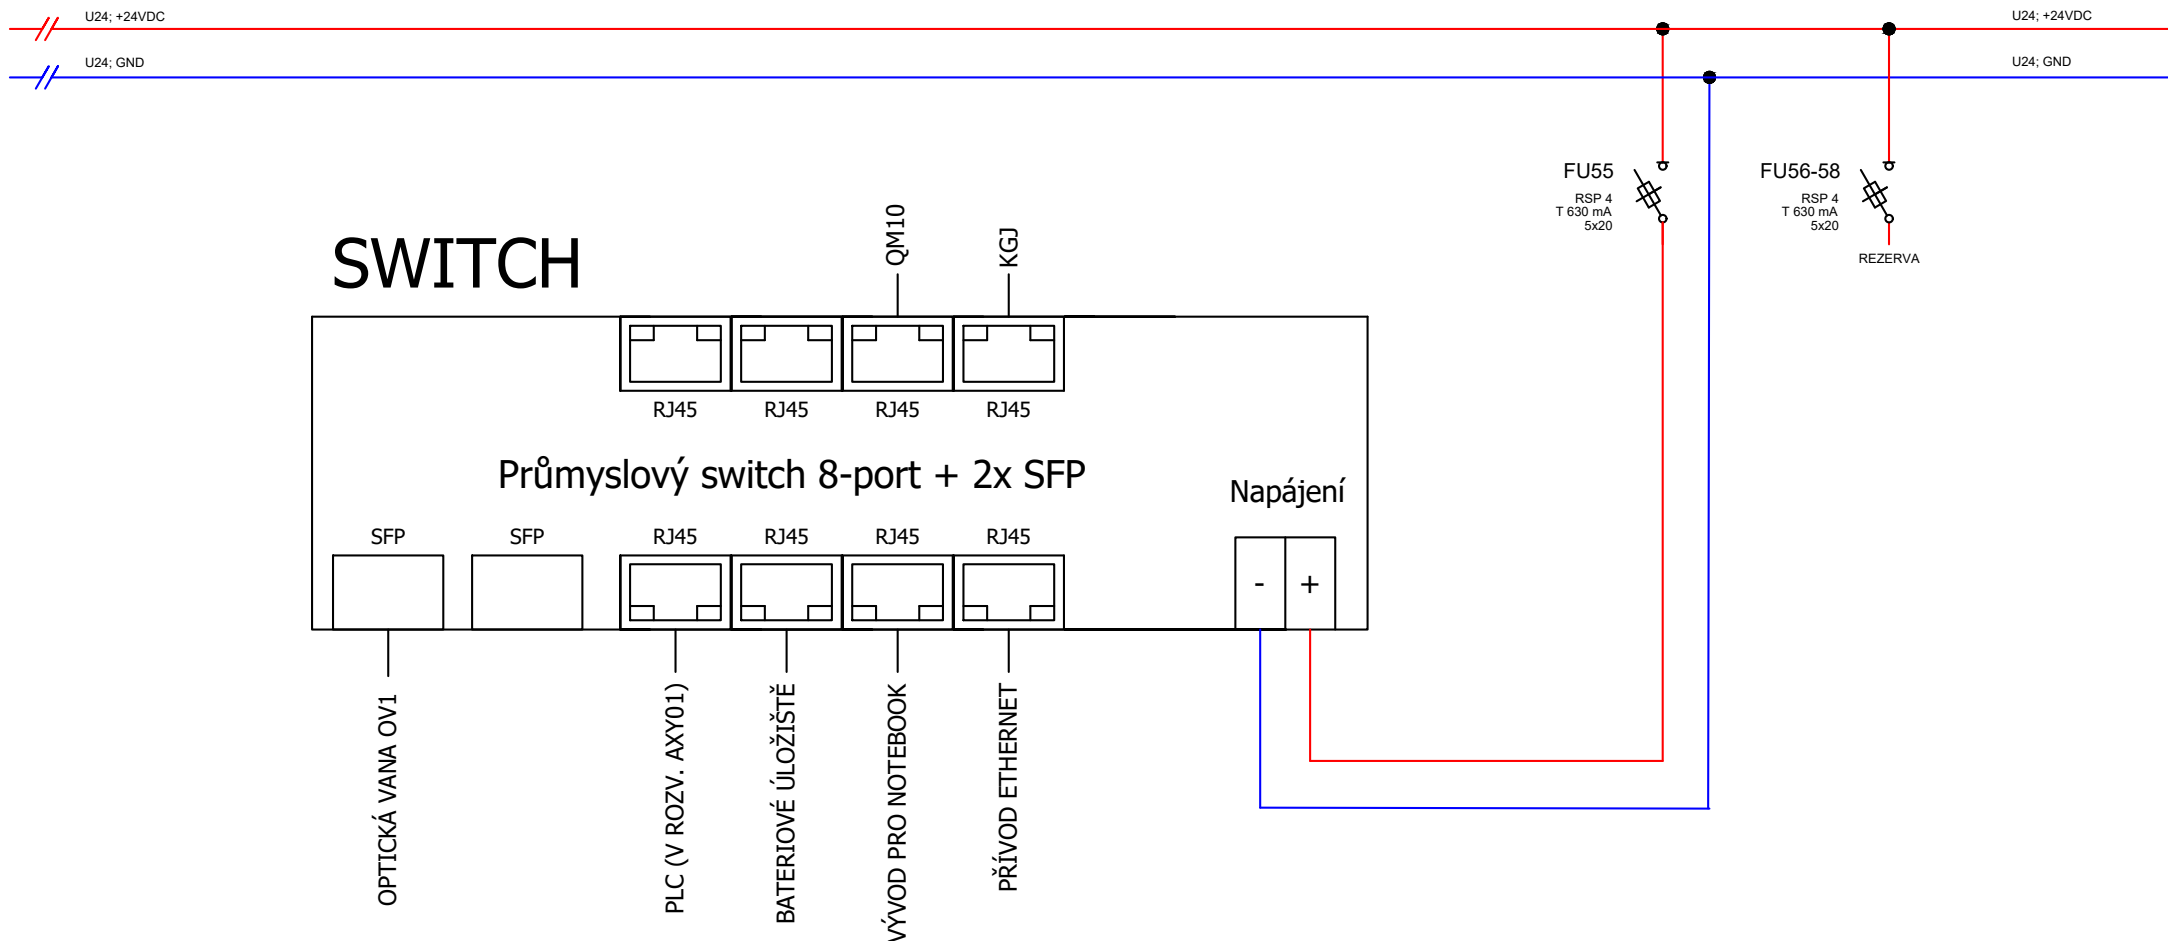 U24; +24VDC
U24; +24VDC
U24; GND
U24; GND
FU55
RSP 4
T 630 mA
5x20
FU56-58
RSP 4
T 630 mA
5x20
REZERVA
SWITCH
QM10
KGJ
RJ45
RJ45
RJ45
RJ45
Průmyslový switch 8-port + 2x SFP
Napájení
SFP
SFP
RJ45
RJ45
RJ45
RJ45
-
+
OPTICKÁ VANA OV1
PLC (V ROZV. AXY01)
BATERIOVÉ ÚLOŽIŠTĚ
VÝVOD PRO NOTEBOOK
PŘÍVOD ETHERNET